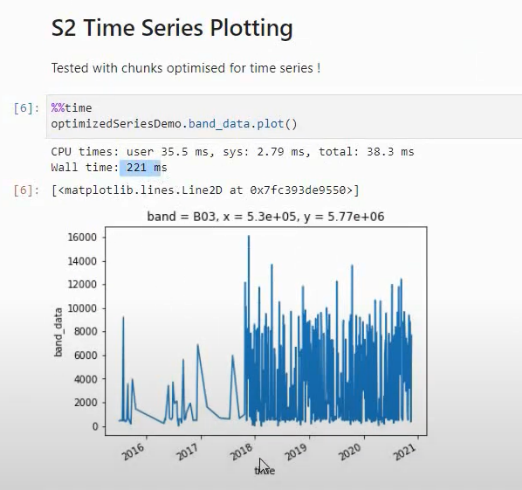 S2 Time Series Plotting
Tested with chunks optimised for time series !
[6]: %%time
optimizedSeriesDemo.band_data.plot()
CPU times: user 35.5 ms, sys: 2.79 ms, total: 38.3 ms
Wall time: 221 ms
[6]: [<matplotlib.lines.Line2D at 0x7fc393de9550>]
band = B03, x = 5.3e+05, y = 5.77e+06
16000
14000
12000
10000
8000
6000
4000
2000
0
band_data
2016 2017 2018 2019 2020 2021
time